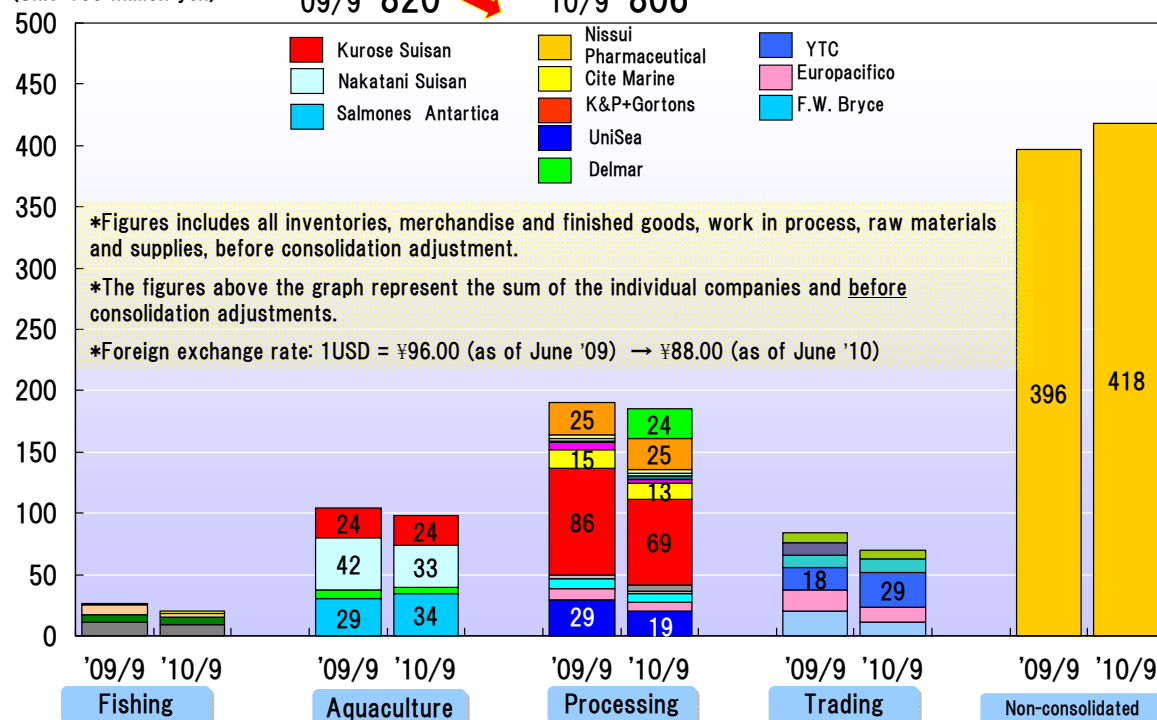 '09/9 820 '10/9 806
500
450
400
350
300
250
200
150
100
50
0
Kurose Suisan
Nakatani Suisan
Salmones Antartica
Nissui
Pharmaceutical
Cite Marine
K&P+Gortons
UniSea
Delmar
YTC
Europacifico
F.W. Bryce
*Figures includes all inventories, merchandise and finished goods, work in process, raw materials
and supplies, before consolidation adjustment.
*The figures above the graph represent the sum of the individual companies and before
consolidation adjustments.
*Foreign exchange rate: 1USD = ¥96.00 (as of June '09) → ¥88.00 (as of June '10)
24
42
29
24
33
34
25
15
86
29
24
25
13
69
19
18
29
396
418
'09/9 '10/9
'09/9 '10/9
'09/9 '10/9
'09/9 '10/9
'09/9 '10/9
Fishing
Aquaculture
Processing
Trading
Non-consolidated